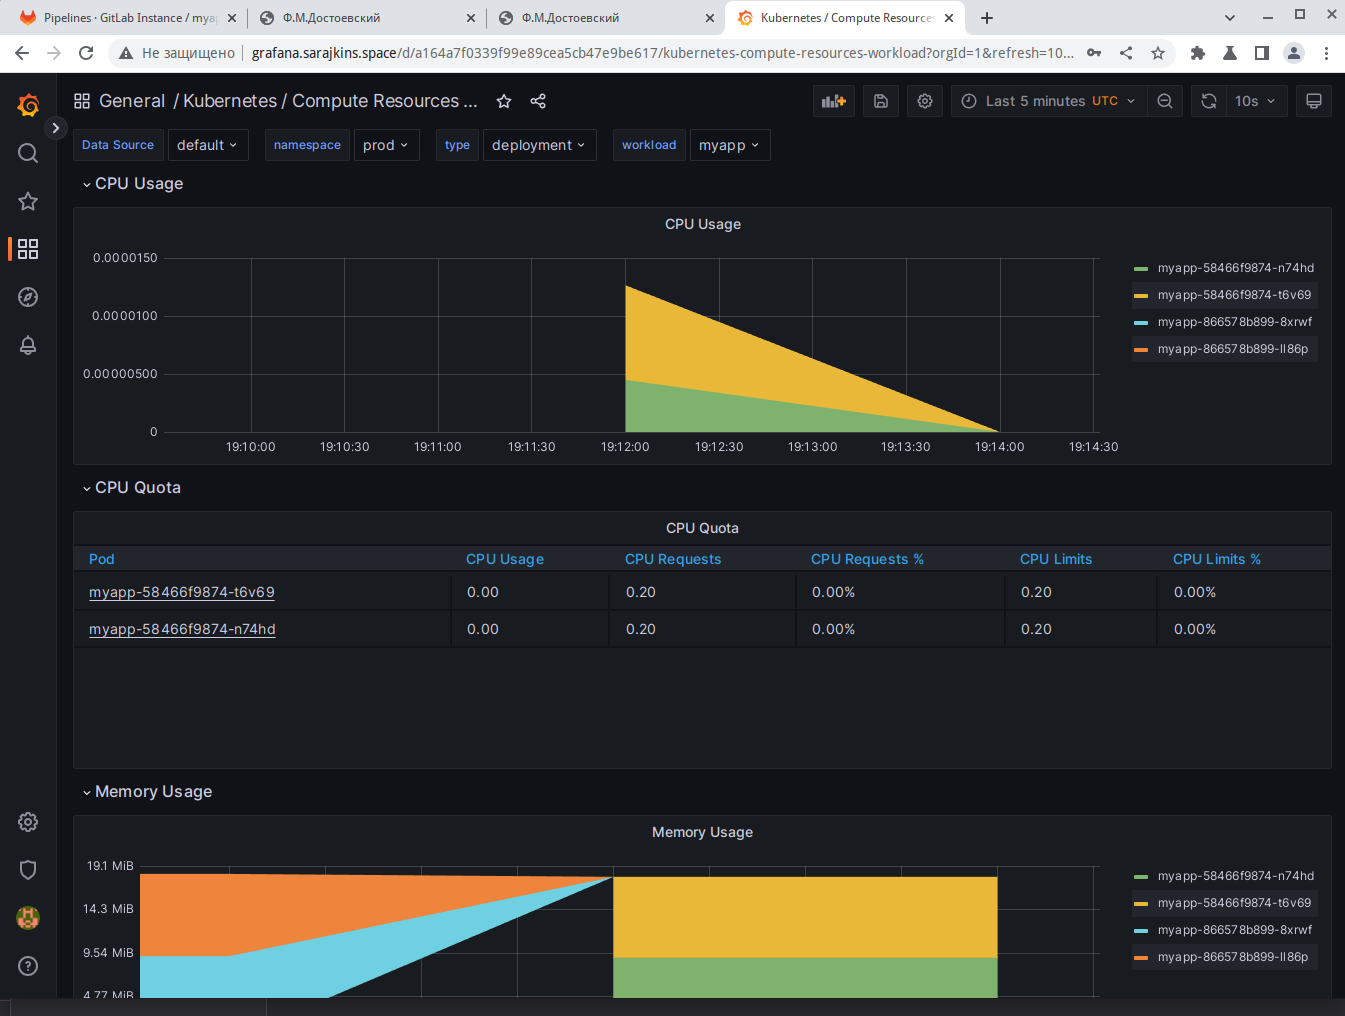 Pipelines · GitLab Instance / mya
Ф.М.Достоевский
Ф.М.Достоевский
Kubernetes / Compute Resources
Не защищено
grafana.sarajkins.space/d/a164a7f0339f99e89cea5cb47e9be617/kubernetes-compute-resources-workload?orgId=1&refresh=10...
General / Kubernetes / Compute Resources ...
Last 5 minutes UTC
10s
Data Source default
namespace prod
type deployment
workload myapp
CPU Usage
CPU Usage
0.0000150
0.0000100
0.00000500
0
19:10:00 19:10:30 19:11:00 19:11:30 19:12:00 19:12:30 19:13:00 19:13:30 19:14:00 19:14:30
myapp-58466f9874-n74hd
myapp-58466f9874-t6v69
myapp-866578b899-8xrwf
myapp-866578b899-ll86p
CPU Quota
CPU Quota
Pod CPU Usage CPU Requests CPU Requests % CPU Limits CPU Limits %
myapp-58466f9874-t6v69 0.00 0.20 0.00% 0.20 0.00%
myapp-58466f9874-n74hd 0.00 0.20 0.00% 0.20 0.00%
Memory Usage
Memory Usage
19.1 MiB
14.3 MiB
9.54 MiB
4.77 MiB
myapp-58466f9874-n74hd
myapp-58466f9874-t6v69
myapp-866578b899-8xrwf
myapp-866578b899-ll86p